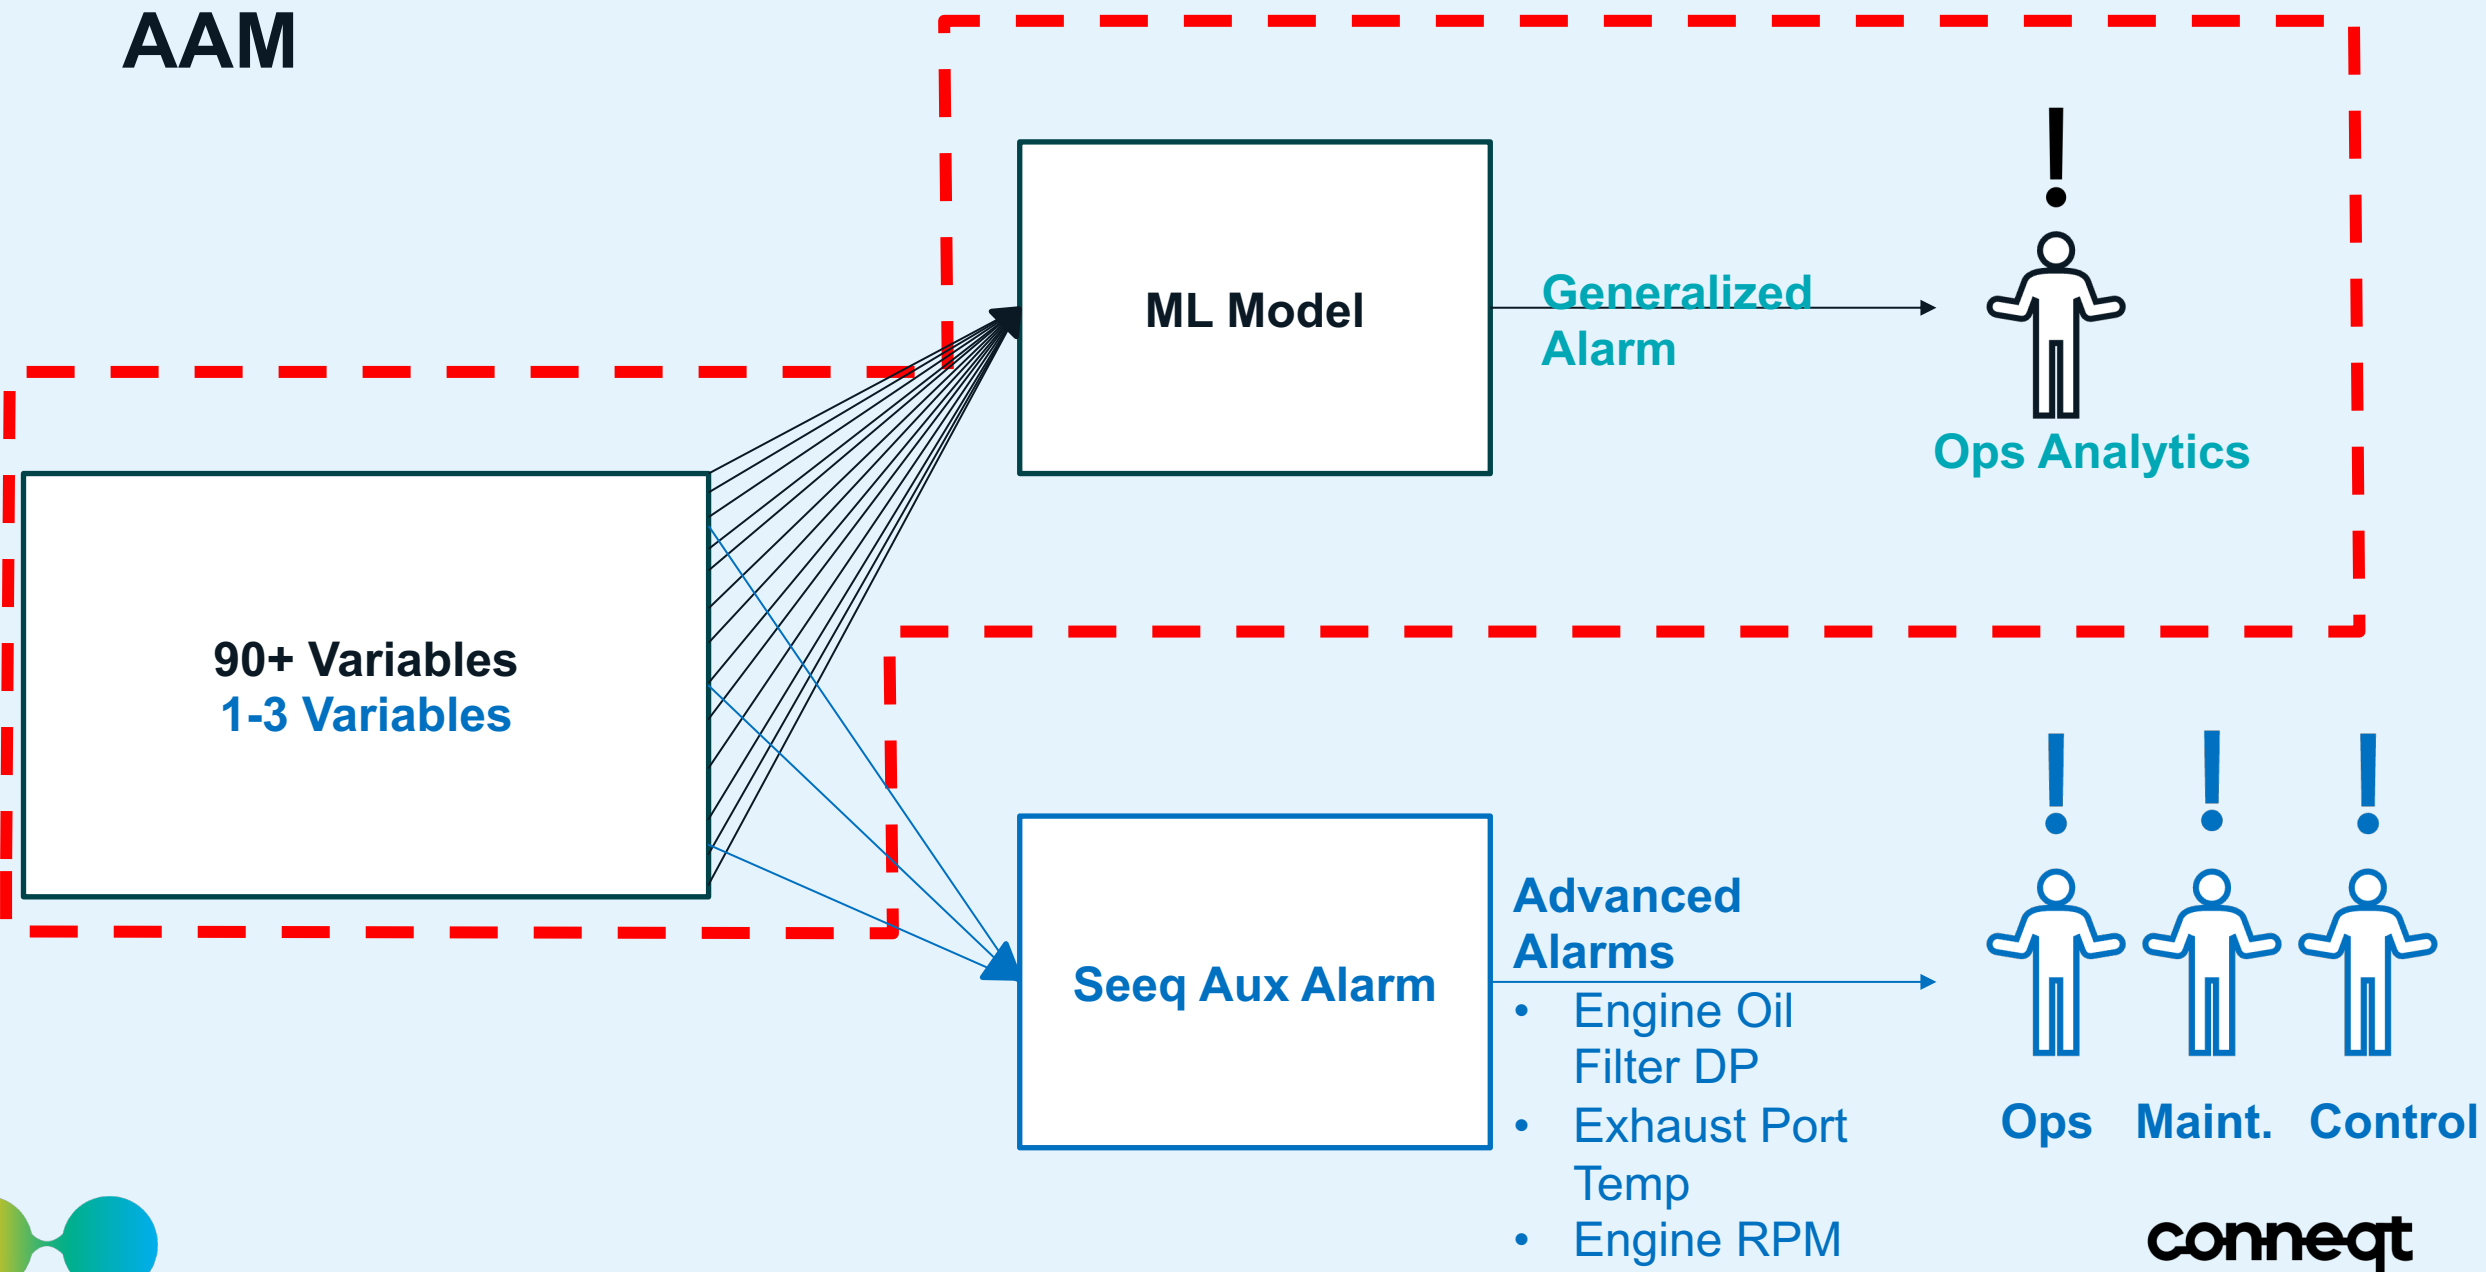 AAM
ML Model
Generalized
Alarm
!
Ops Analytics
90+ Variables
1-3 Variables
Seeq Aux Alarm
Advanced
Alarms
• Engine Oil
Filter DP
• Exhaust Port
Temp
• Engine RPM
! ! !
Ops Maint. Control
conneqt